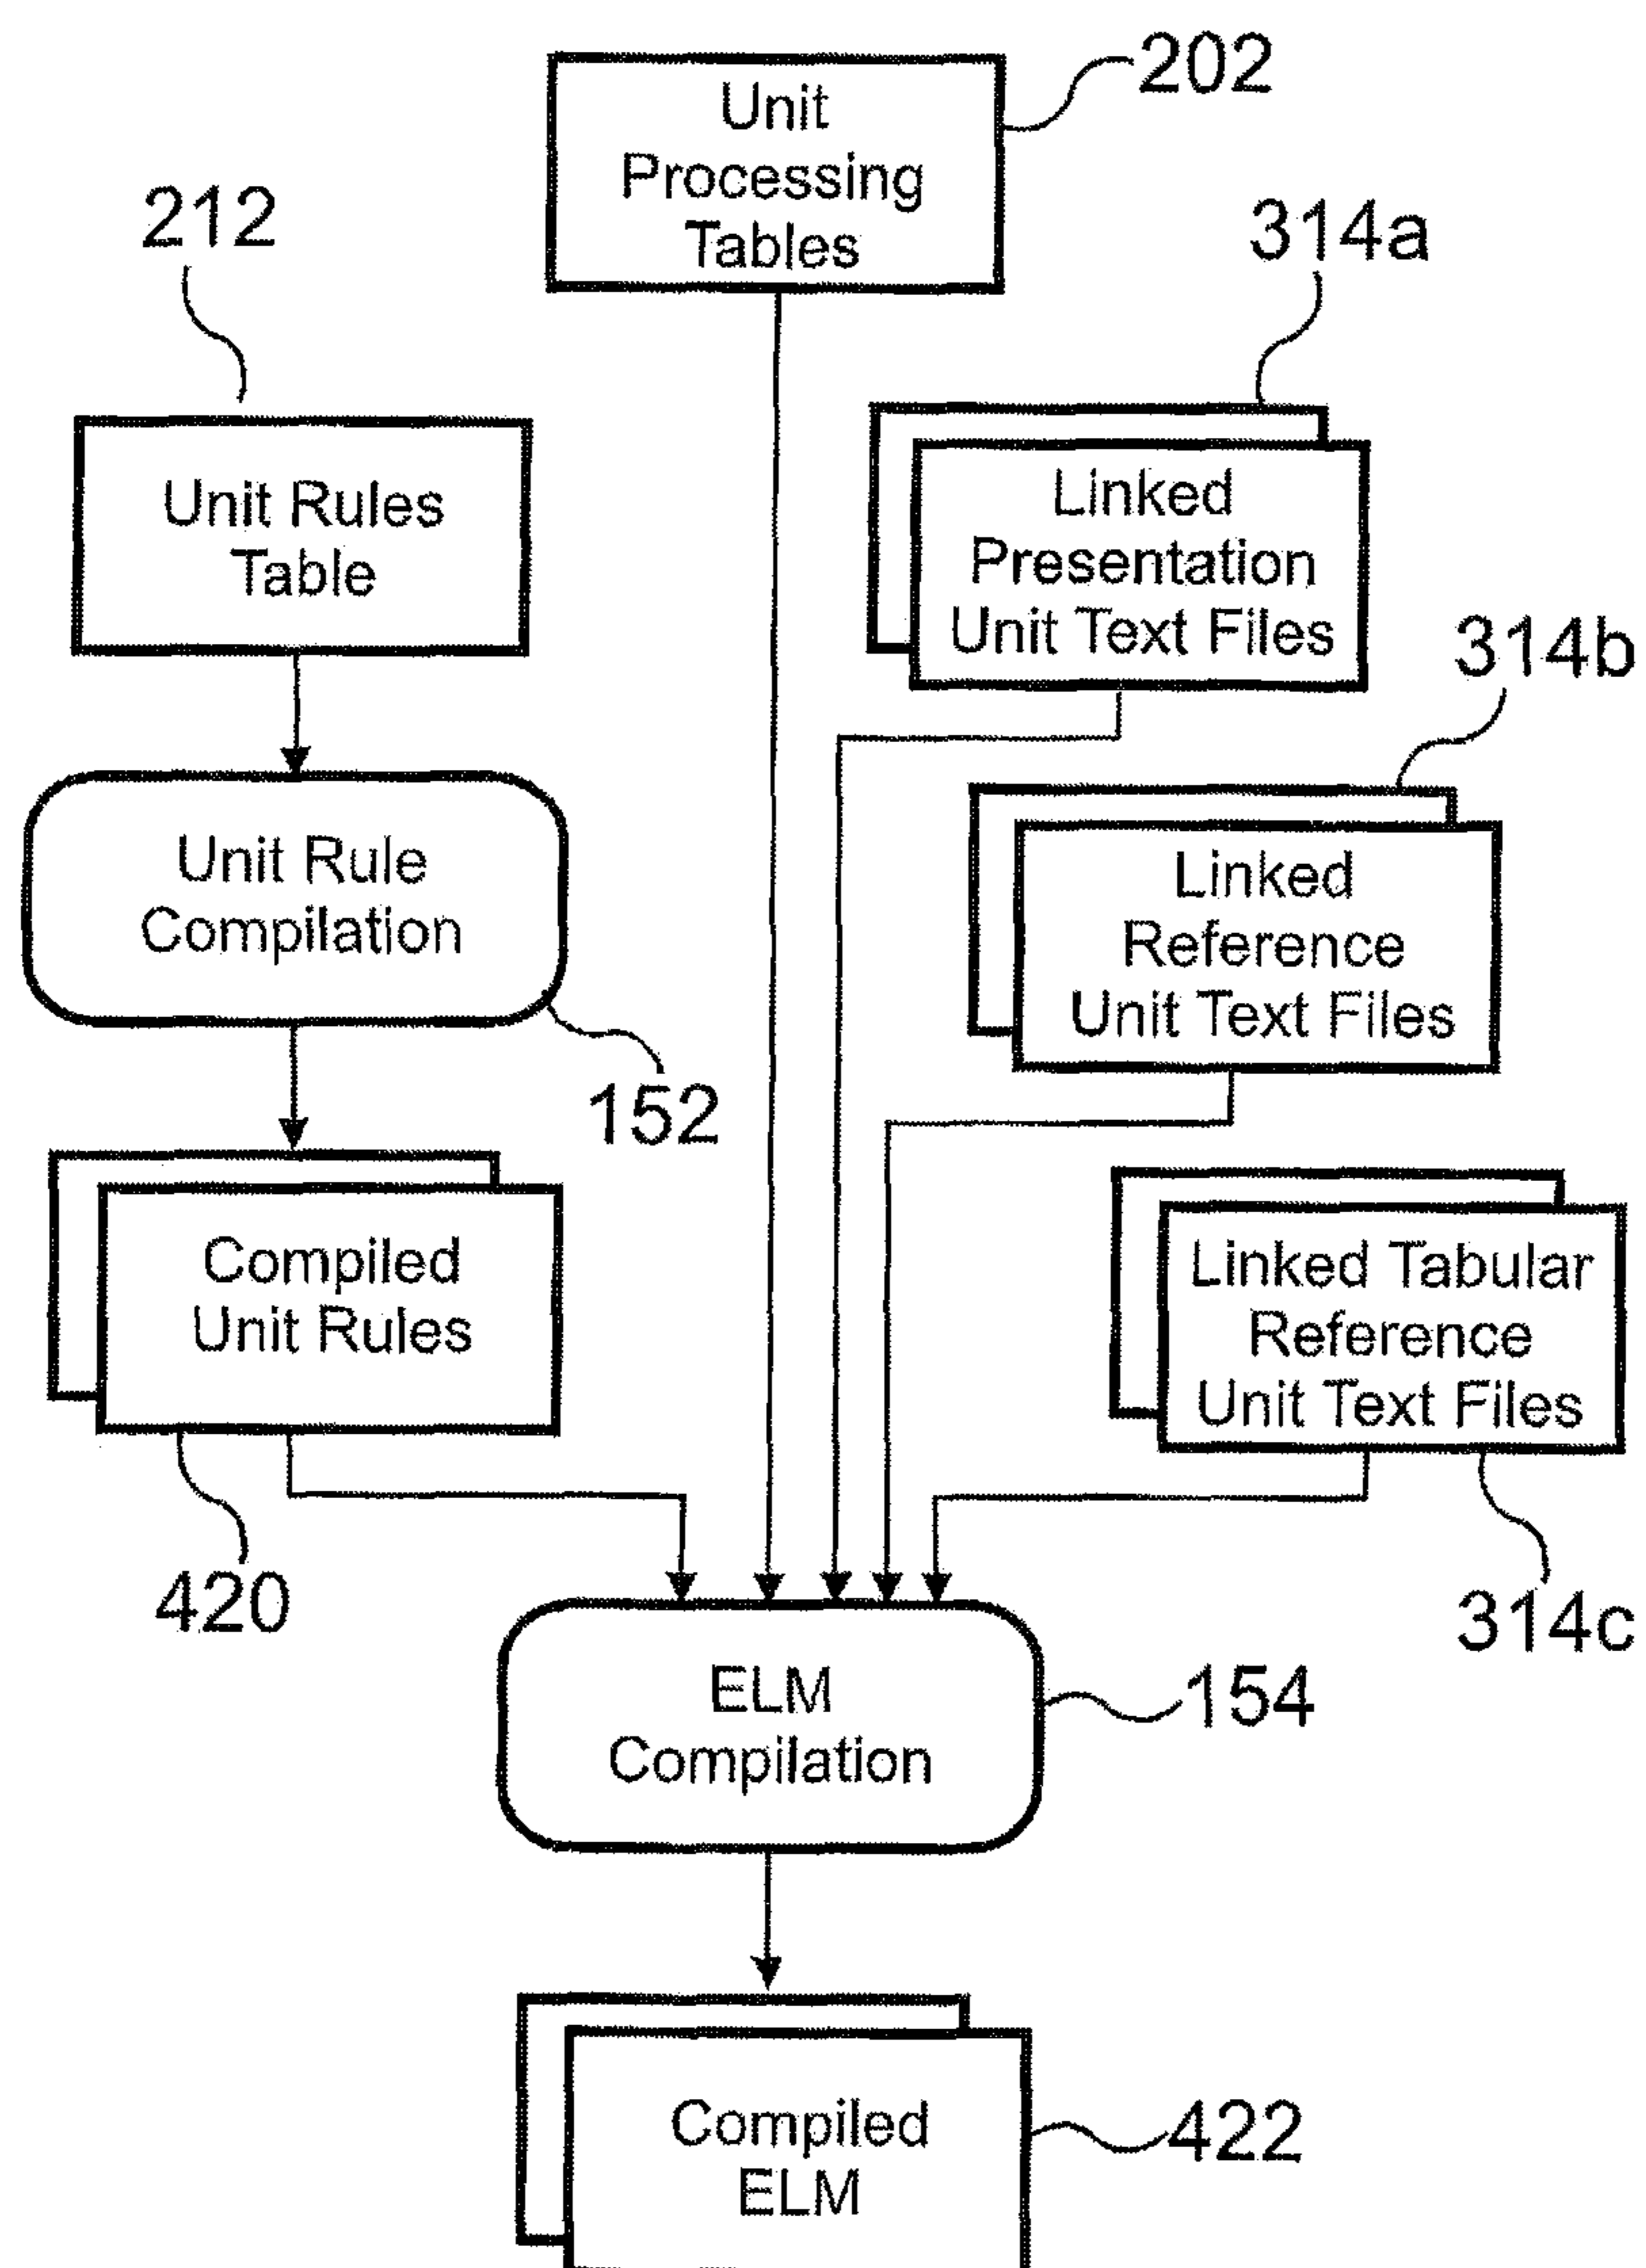 202
Unit
Processing
Tables
212
314a
Unit Rules
Table
Linked
Presentation
Unit Text Files
314b
Unit Rule
Compilation
Linked
Reference
Unit Text Files
152
Compiled
Unit Rules
Linked Tabular
Reference
Unit Text Files
420
314c
ELM
Compilation
154
Compiled
ELM
422